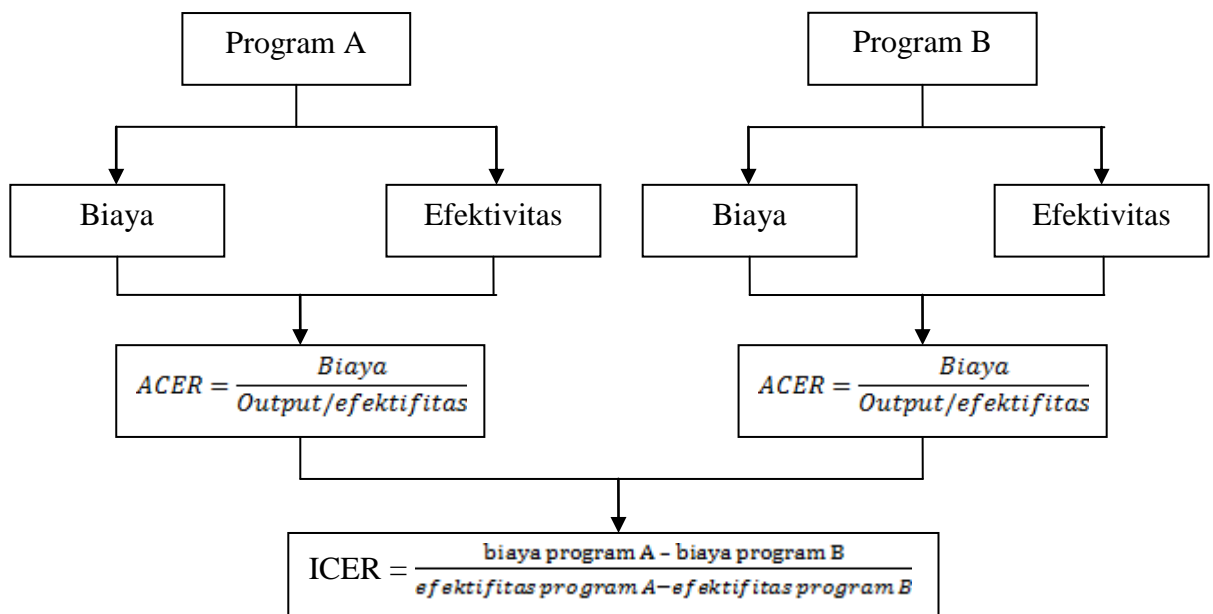 Program A
Program B
Biaya
Efektivitas
Biaya
Efektivitas
ACER = Biaya / Output/efektifitas
ACER = Biaya / Output/efektifitas
ICER = biaya program A - biaya program B / efektifitas program A−efektifitas program B